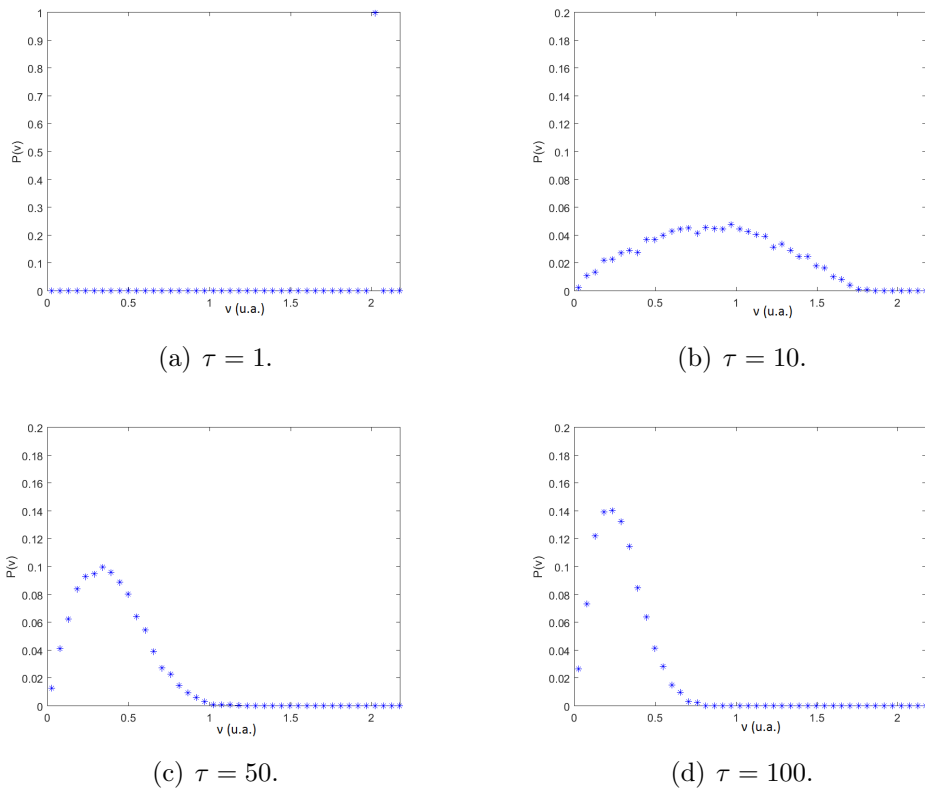 1
0.9
0.8
0.7
0.6
0.5
0.4
0.3
0.2
0.1
0
P(v)
0 0.5 1 1.5 2
v (u.a.)
(a) τ = 1.
0.2
0.18
0.16
0.14
0.12
0.1
0.08
0.06
0.04
0.02
0
P(v)
0 0.5 1 1.5 2
v (u.a.)
(b) τ = 10.
0.2
0.18
0.16
0.14
0.12
0.1
0.08
0.06
0.04
0.02
0
P(v)
0 0.5 1 1.5 2
v (u.a.)
(c) τ = 50.
0.2
0.18
0.16
0.14
0.12
0.1
0.08
0.06
0.04
0.02
0
P(v)
0 0.5 1 1.5 2
v (u.a.)
(d) τ = 100.